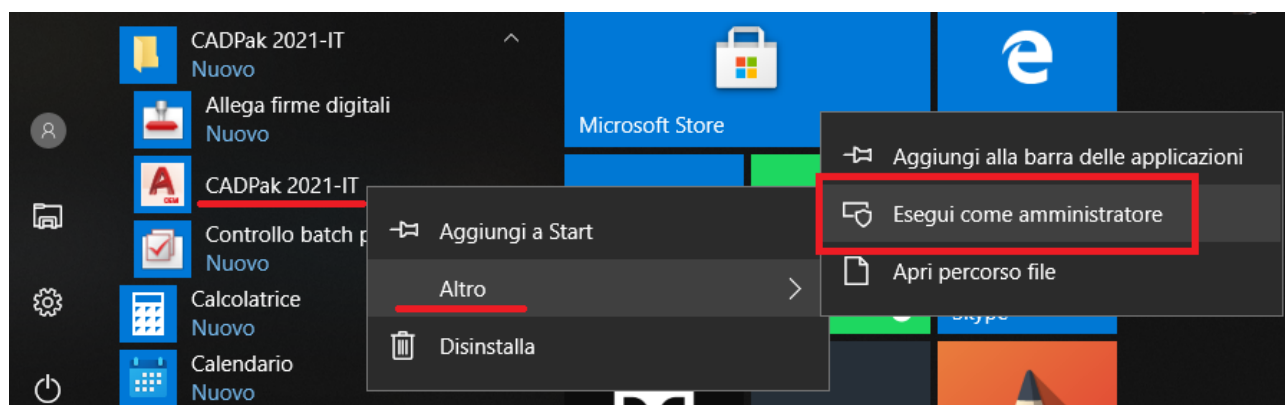 CADPak 2021-IT
Nuovo
Allega firme digitali
Nuovo
CADPak 2021-IT
Controllo batch
Nuovo
Calcolatrice
Nuovo
Calendario
Nuovo
Microsoft Store
Aggiungi a Start
Altro
Disinstalla
Aggiungi alla barra delle applicazioni
Esegui come amministratore
Apri percorso file
Skype